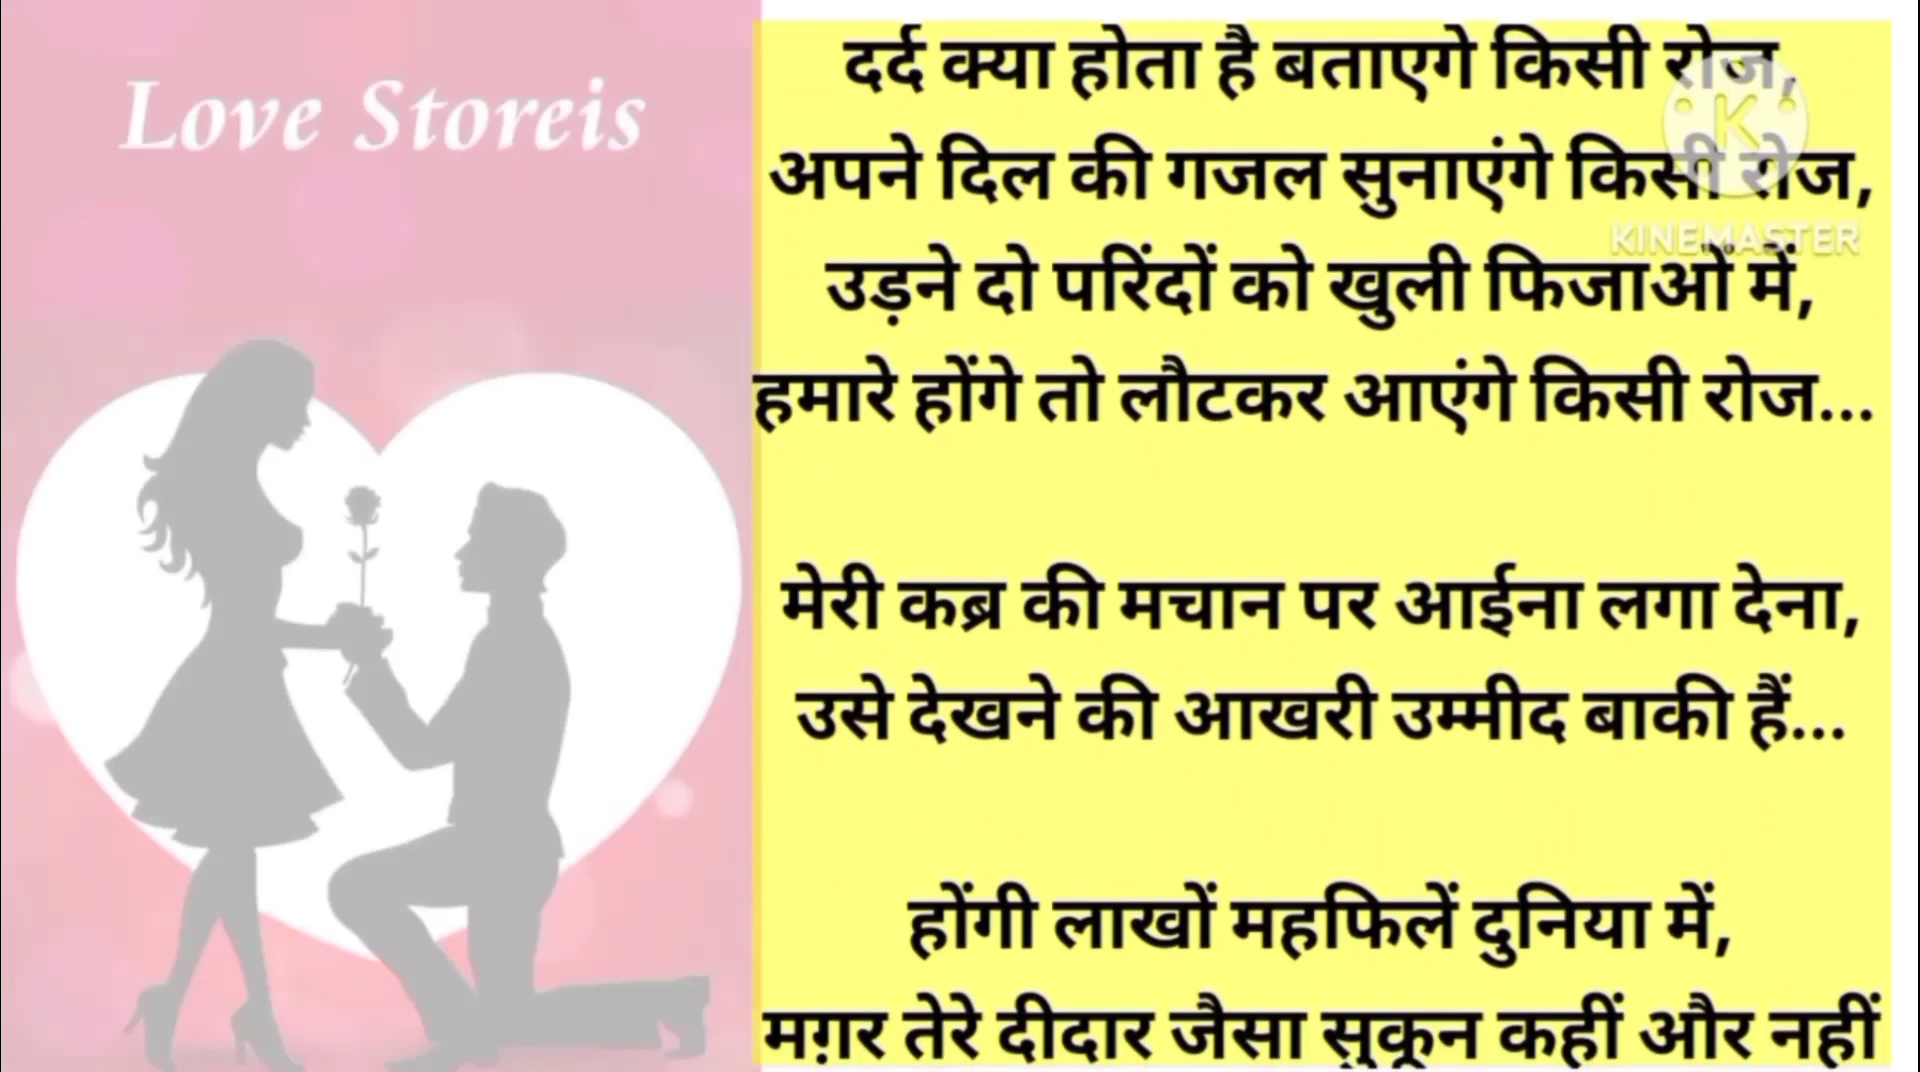 Love Storeis
दर्द क्या होता है बताएगे किसी रोज,
अपने दिल की गजल सुनाएंगे किसी रोज,
उड़ने दो परिंदों को खुली फिजाओं में,
हमारे होंगे तो लौटकर आएंगे किसी रोज...
मेरी कब्र की मचान पर आईना लगा देना,
उसे देखने की आखरी उम्मीद बाकी हैं...
होंगी लाखों महफिलें दुनिया में,
मग़र तेरे दीदार जैसा सुकून कहीं और नहीं
K
KINEMASTER